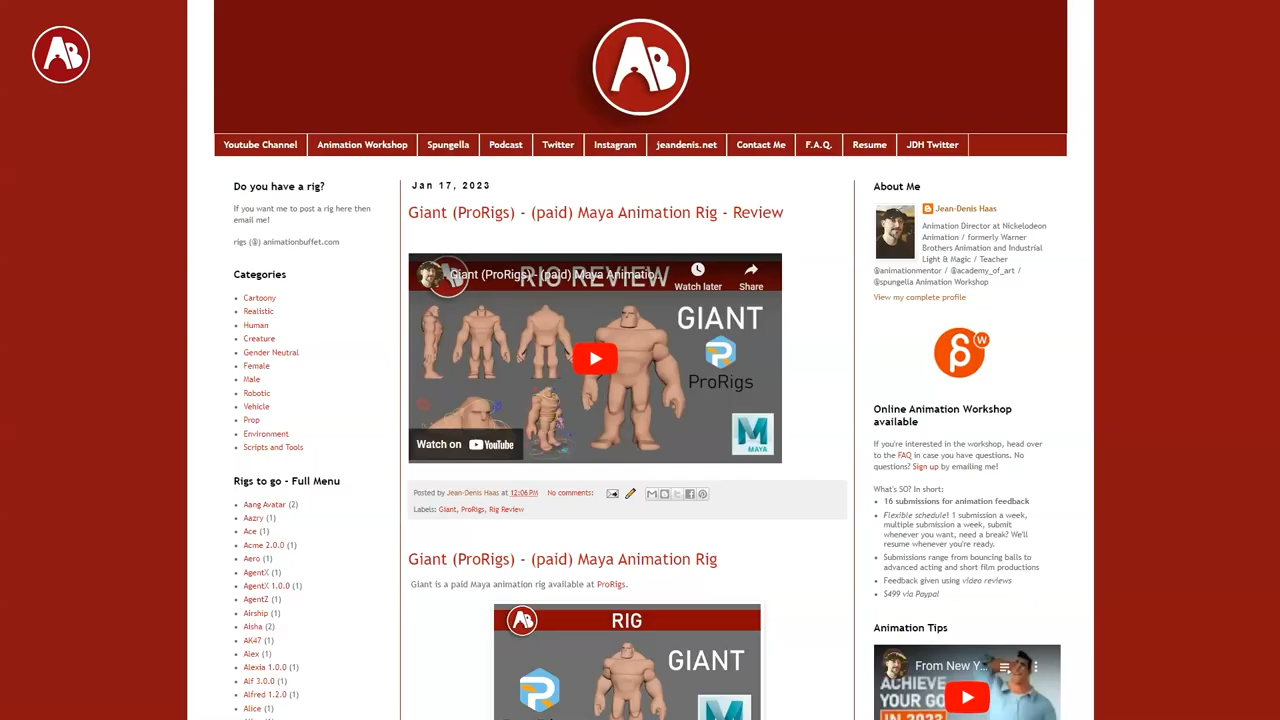 AB
AB
Youtube Channel
Animation Workshop
Spungella
Podcast
Twitter
Instagram
jeandenis.net
Contact Me
F.A.Q.
Resume
JDH Twitter
Do you have a rig?
If you want me to post a rig here then
email me!
rigs (@) animationbuffet.com
Categories
Cartoony
Realistic
Human
Creature
Gender Neutral
Female
Male
Robotic
Vehicle
Prop
Environment
Scripts and Tools
Rigs to go - Full Menu
Aang Avatar (2)
Aazry (1)
Ace (1)
Acme 2.0.0 (1)
Aero (1)
AgentX (1)
AgentX 1.0.0 (1)
AgentZ (1)
Airship (1)
Aisha (2)
AK47 (1)
Alex (1)
Alexia 1.0.0 (1)
Alf 3.0.0 (1)
Alfred 1.2.0 (1)
Alice (1)
Jan 17, 2023
Giant (ProRigs) - (paid) Maya Animation Rig - Review
Giant (ProRigs) - (paid) Maya Animatio...
RIG REVIEW
Watch later
Share
GIANT
ProRigs
MAYA
Watch on YouTube
Posted by Jean-Denis Haas at 12:06 PM No comments:
Labels: Giant, ProRigs, Rig Review
Giant (ProRigs) - (paid) Maya Animation Rig
Giant is a paid Maya animation rig available at ProRigs.
AB
RIG
GIANT
About Me
Jean-Denis Haas
Animation Director at Nickelodeon
Animation / formerly Warner
Brothers Animation and Industrial
Light & Magic / Teacher
@animationmentor / @academy_of_art /
@spungella Animation Workshop
View my complete profile
W
Online Animation Workshop
available
If you're interested in the workshop, head over
to the FAQ in case you have questions. No
questions? Sign up by emailing me!
What's SO? In short:
16 submissions for animation feedback
Flexible schedule! 1 submission a week,
multiple submission a week, submit
whenever you want, need a break? We'll
resume whenever you're ready.
Submissions range from bouncing balls to
advanced acting and short film productions
Feedback given using video reviews
$499 via Paypal
Animation Tips
From New Y...
ACHIEVE
YOUR GO
IN 2023